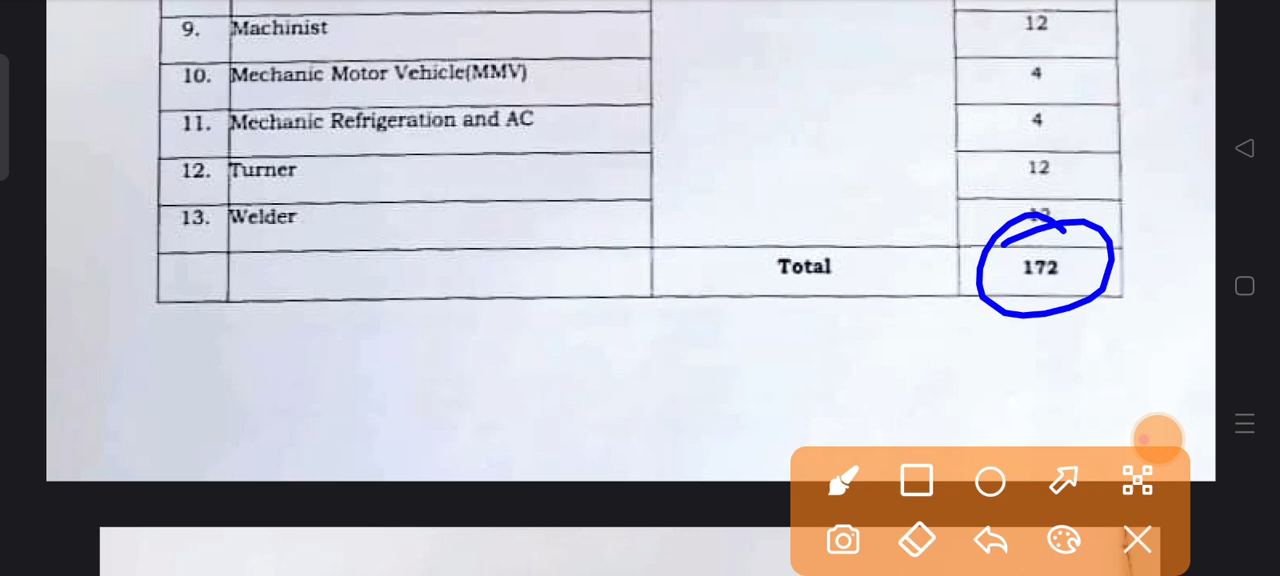 9. Machinist 12
10. Mechanic Motor Vehicle(MMV) 4
11. Mechanic Refrigeration and AC 4
12. Turner 12
13. Welder
Total 172